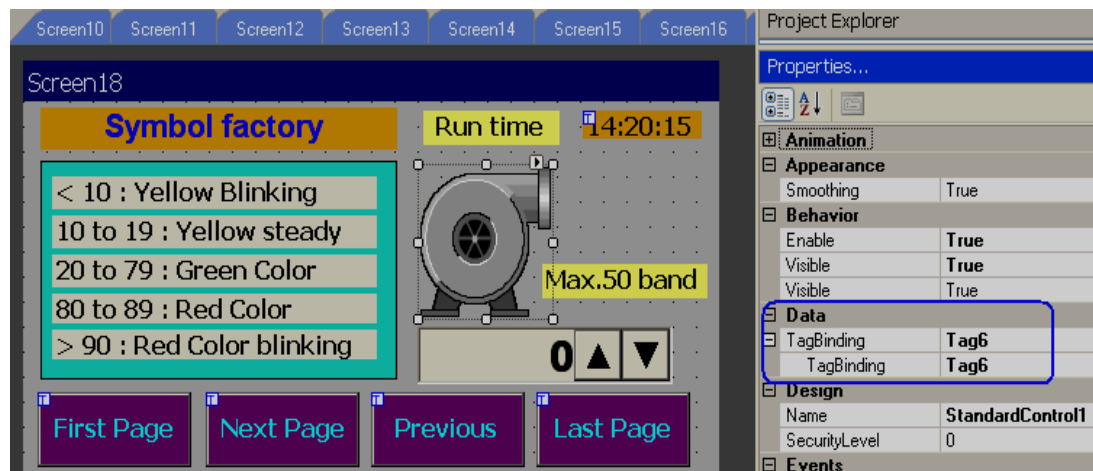 Screen10 Screen11 Screen12 Screen13 Screen14 Screen15 Screen16
Screen18
Symbol factory
Run time
14:20:15
< 10 : Yellow Blinking
10 to 19 : Yellow steady
20 to 79 : Green Color
80 to 89 : Red Color
> 90 : Red Color blinking
Max.50 band
0
First Page
Next Page
Previous
Last Page
Project Explorer
Properties...
Animation
Appearance
Smoothing True
Behavior
Enable True
Visible True
Visible True
Data
TagBinding Tag6
TagBinding Tag6
Design
Name StandardControl1
SecurityLevel 0
Events